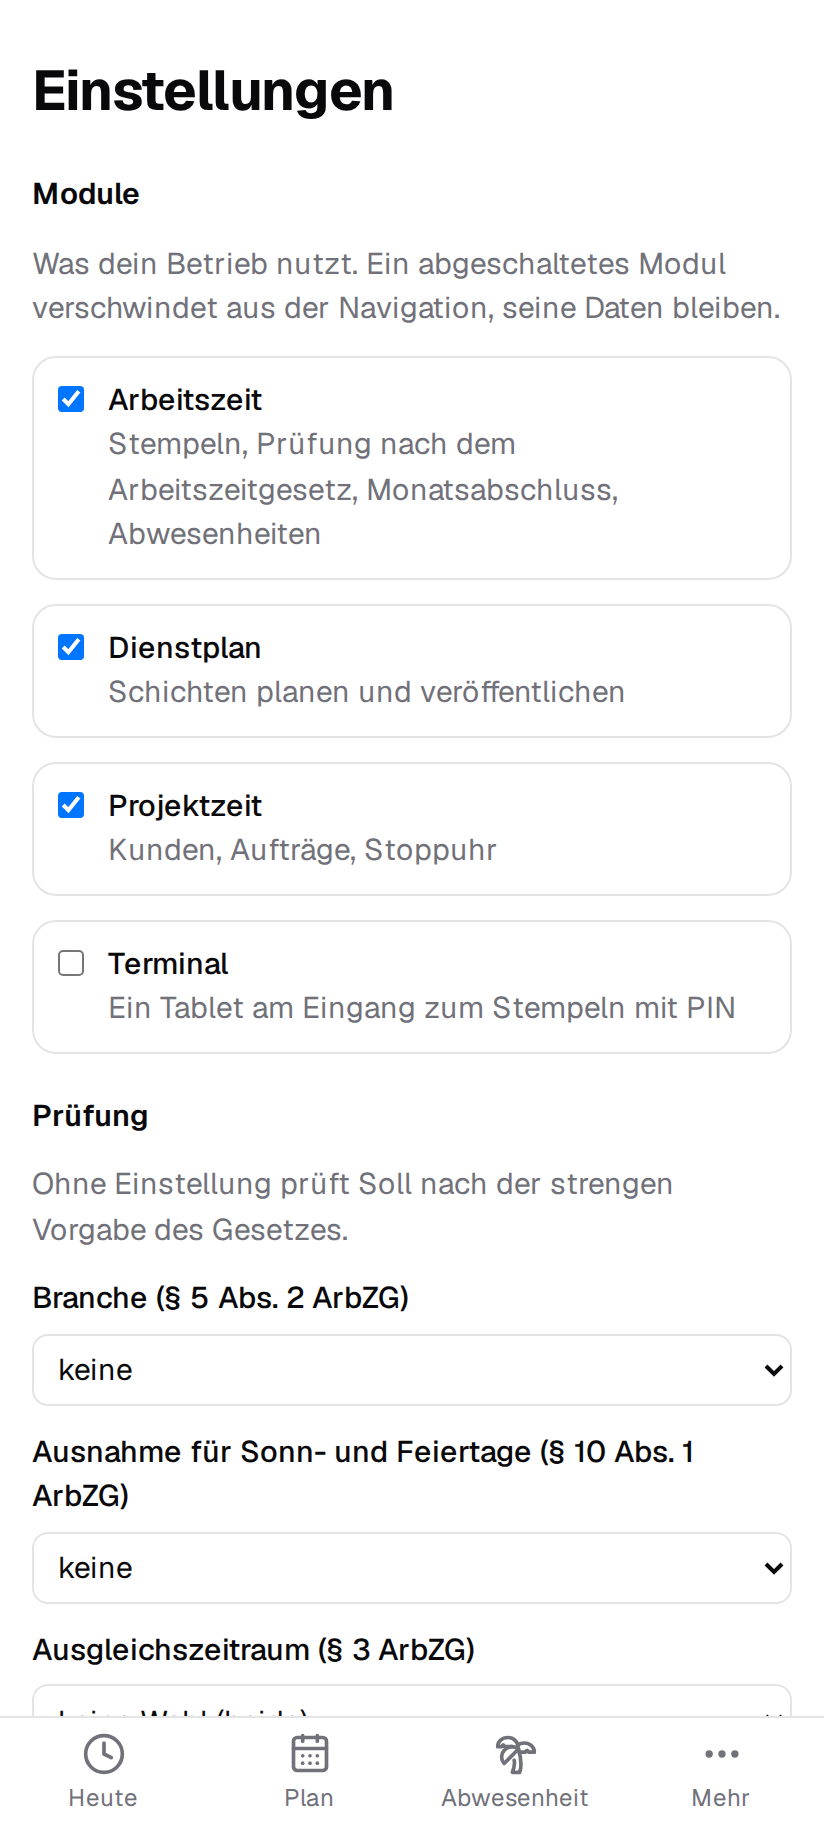 Einstellungen
Module
Was dein Betrieb nutzt. Ein abgeschaltetes Modul
verschwindet aus der Navigation, seine Daten bleiben.
Arbeitszeit
Stempeln, Prüfung nach dem
Arbeitszeitgesetz, Monatsabschluss,
Abwesenheiten
Dienstplan
Schichten planen und veröffentlichen
Projektzeit
Kunden, Aufträge, Stoppuhr
Terminal
Ein Tablet am Eingang zum Stempeln mit PIN
Prüfung
Ohne Einstellung prüft Soll nach der strengen
Vorgabe des Gesetzes.
Branche (§ 5 Abs. 2 ArbZG)
keine
Ausnahme für Sonn- und Feiertage (§ 10 Abs. 1
ArbZG)
keine
Ausgleichszeitraum (§ 3 ArbZG)
Heute
Plan
Abwesenheit
Mehr